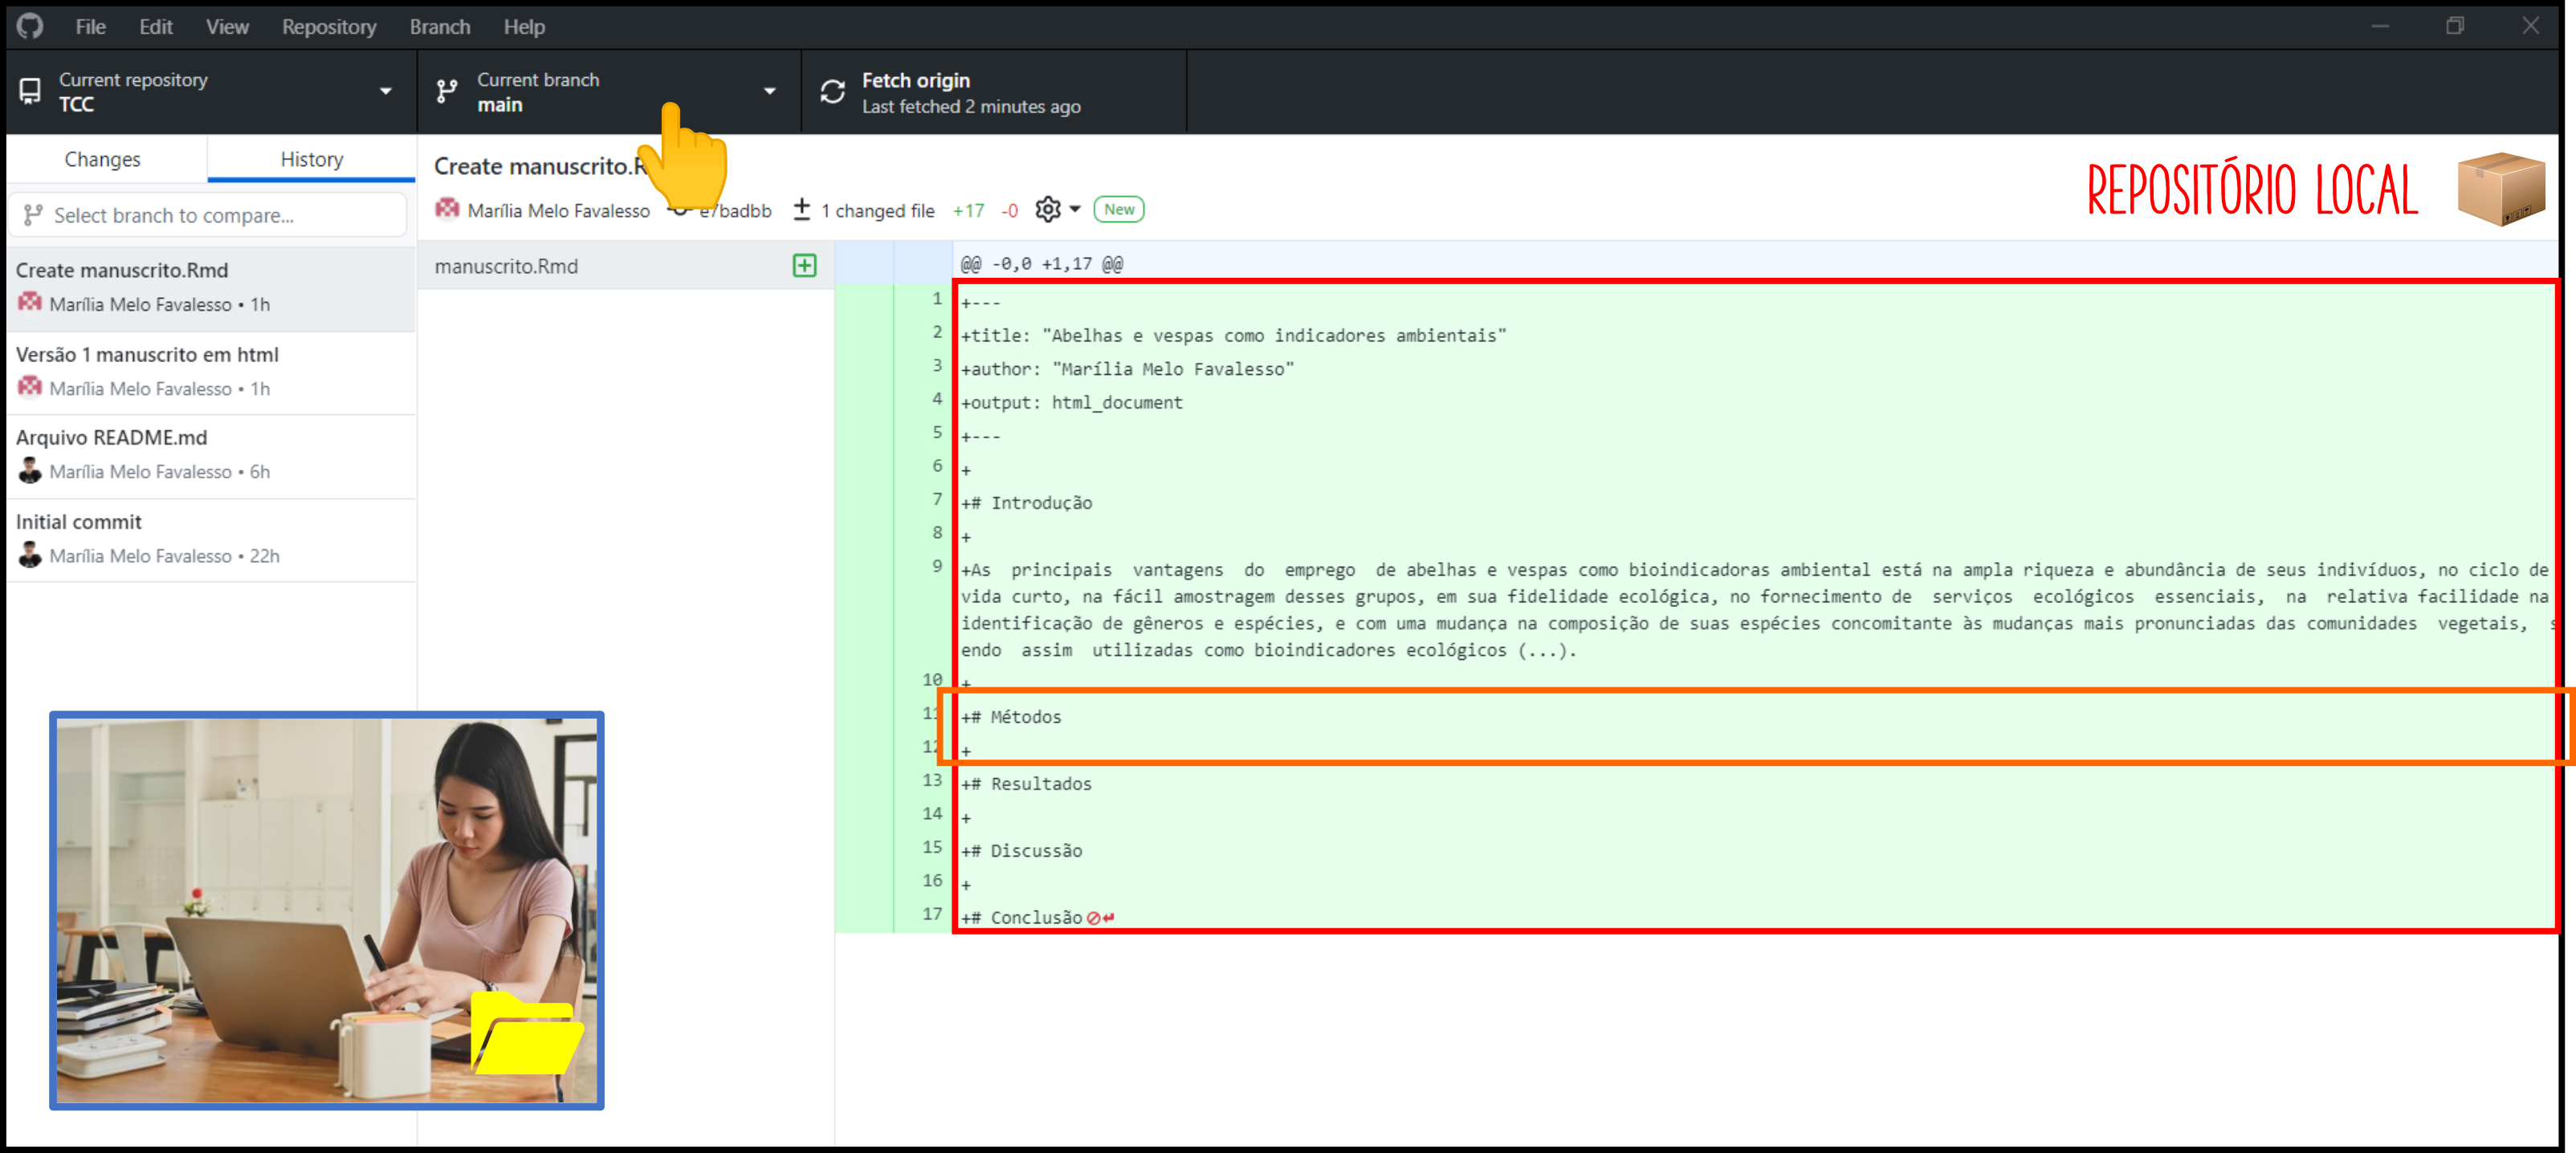 File Edit View Repository Branch Help
Current repository
TCC
Current branch
main
Fetch origin
Last fetched 2 minutes ago
Changes History
Select branch to compare...
Create manuscrito.Rmd
Marília Melo Favalesso • 1h
Versão 1 manuscrito em html
Marília Melo Favalesso • 1h
Arquivo README.md
Marília Melo Favalesso • 6h
Initial commit
Marília Melo Favalesso • 22h
Create manuscrito.R
Marília Melo Favalesso e7badbb 1 changed file +17 -0 New
REPOSITÓRIO LOCAL
manuscrito.Rmd
@@ -0,0 +1,17 @@
1 +---
2 +title: "Abelhas e vespas como indicadores ambientais"
3 +author: "Marília Melo Favalesso"
4 +output: html_document
5 +---
6 +
7 +# Introdução
8 +
9 +As principais vantagens do emprego de abelhas e vespas como bioindicadoras ambiental está na ampla riqueza e abundância de seus indivíduos, no ciclo de
vida curto, na fácil amostragem desses grupos, em sua fidelidade ecológica, no fornecimento de serviços ecológicos essenciais, na relativa facilidade na
identificação de gêneros e espécies, e com uma mudança na composição de suas espécies concomitante às mudanças mais pronunciadas das comunidades vegetais, s
endo assim utilizadas como bioindicadores ecológicos (...).
10 +
11 +# Métodos
12 +
13 +# Resultados
14 +
15 +# Discussão
16 +
17 +# Conclusão